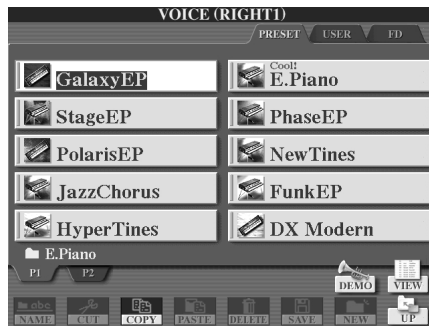 VOICE (RIGHT1)
PRESET USER FD
GalaxyEP
Cool!
E.Piano
StageEP
PhaseEP
PolarisEP
NewTines
JazzChorus
FunkEP
HyperTines
DX Modern
E.Piano
P1 P2
DEMO VIEW
abc
NAME CUT COPY PASTE DELETE SAVE NEW UP